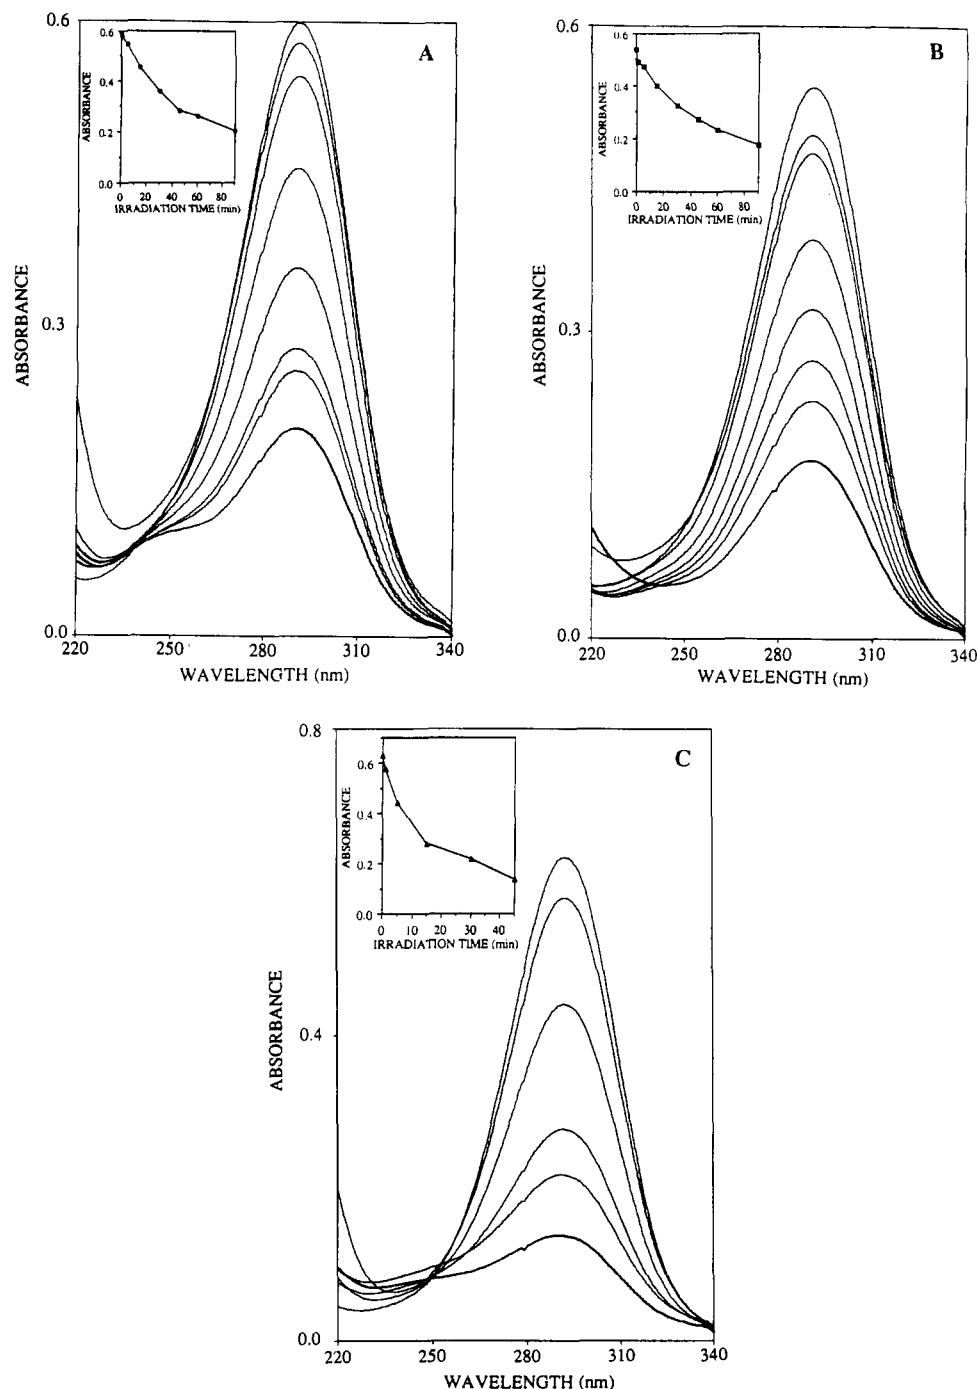 A
0.6
0.3
0.0
ABSORBANCE
220
250
280
310
340
WAVELENGTH (nm)
0.6
0.4
0.2
0.0
ABSORBANCE
0 20 40 60 80
IRRADIATION TIME (min)
B
0.6
0.3
0.0
ABSORBANCE
220
250
280
310
340
WAVELENGTH (nm)
0.6
0.4
0.2
0.0
ABSORBANCE
0 20 40 60 80
IRRADIATION TIME (min)
C
0.8
0.4
0.0
ABSORBANCE
220
250
280
310
340
WAVELENGTH (nm)
0.6
0.4
0.2
0.0
ABSORBANCE
0 10 20 30 40
IRRADIATION TIME (min)